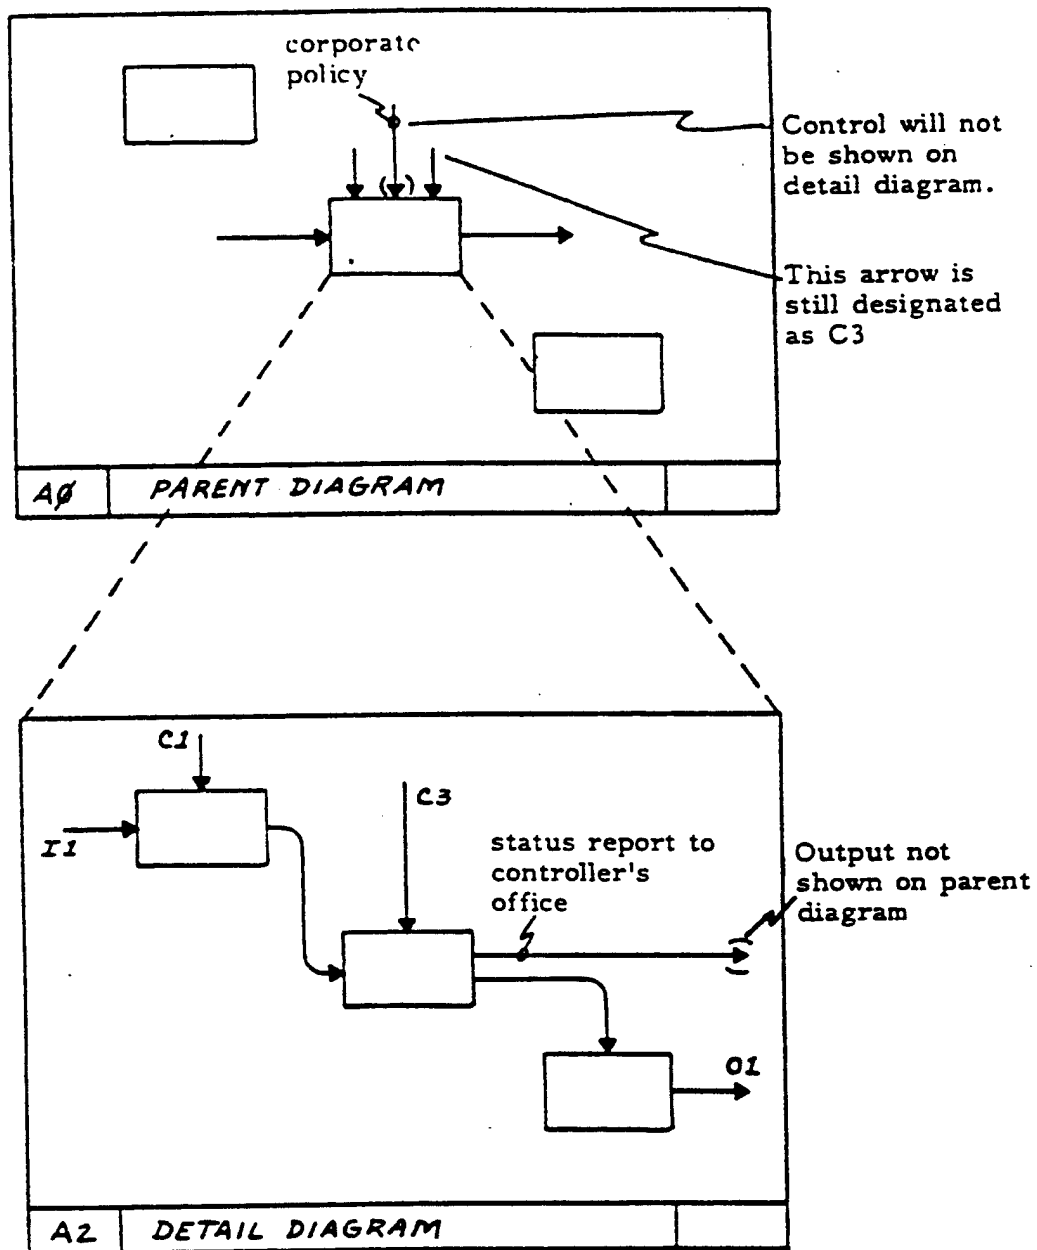 corporate
policy
Control will not
be shown on
detail diagram.
( )
This arrow is
still designated
as C3
AØ
PARENT DIAGRAM
C1
C3
I1
status report to
controller's
office
Output not
shown on parent
diagram
( )
O1
A2
DETAIL DIAGRAM